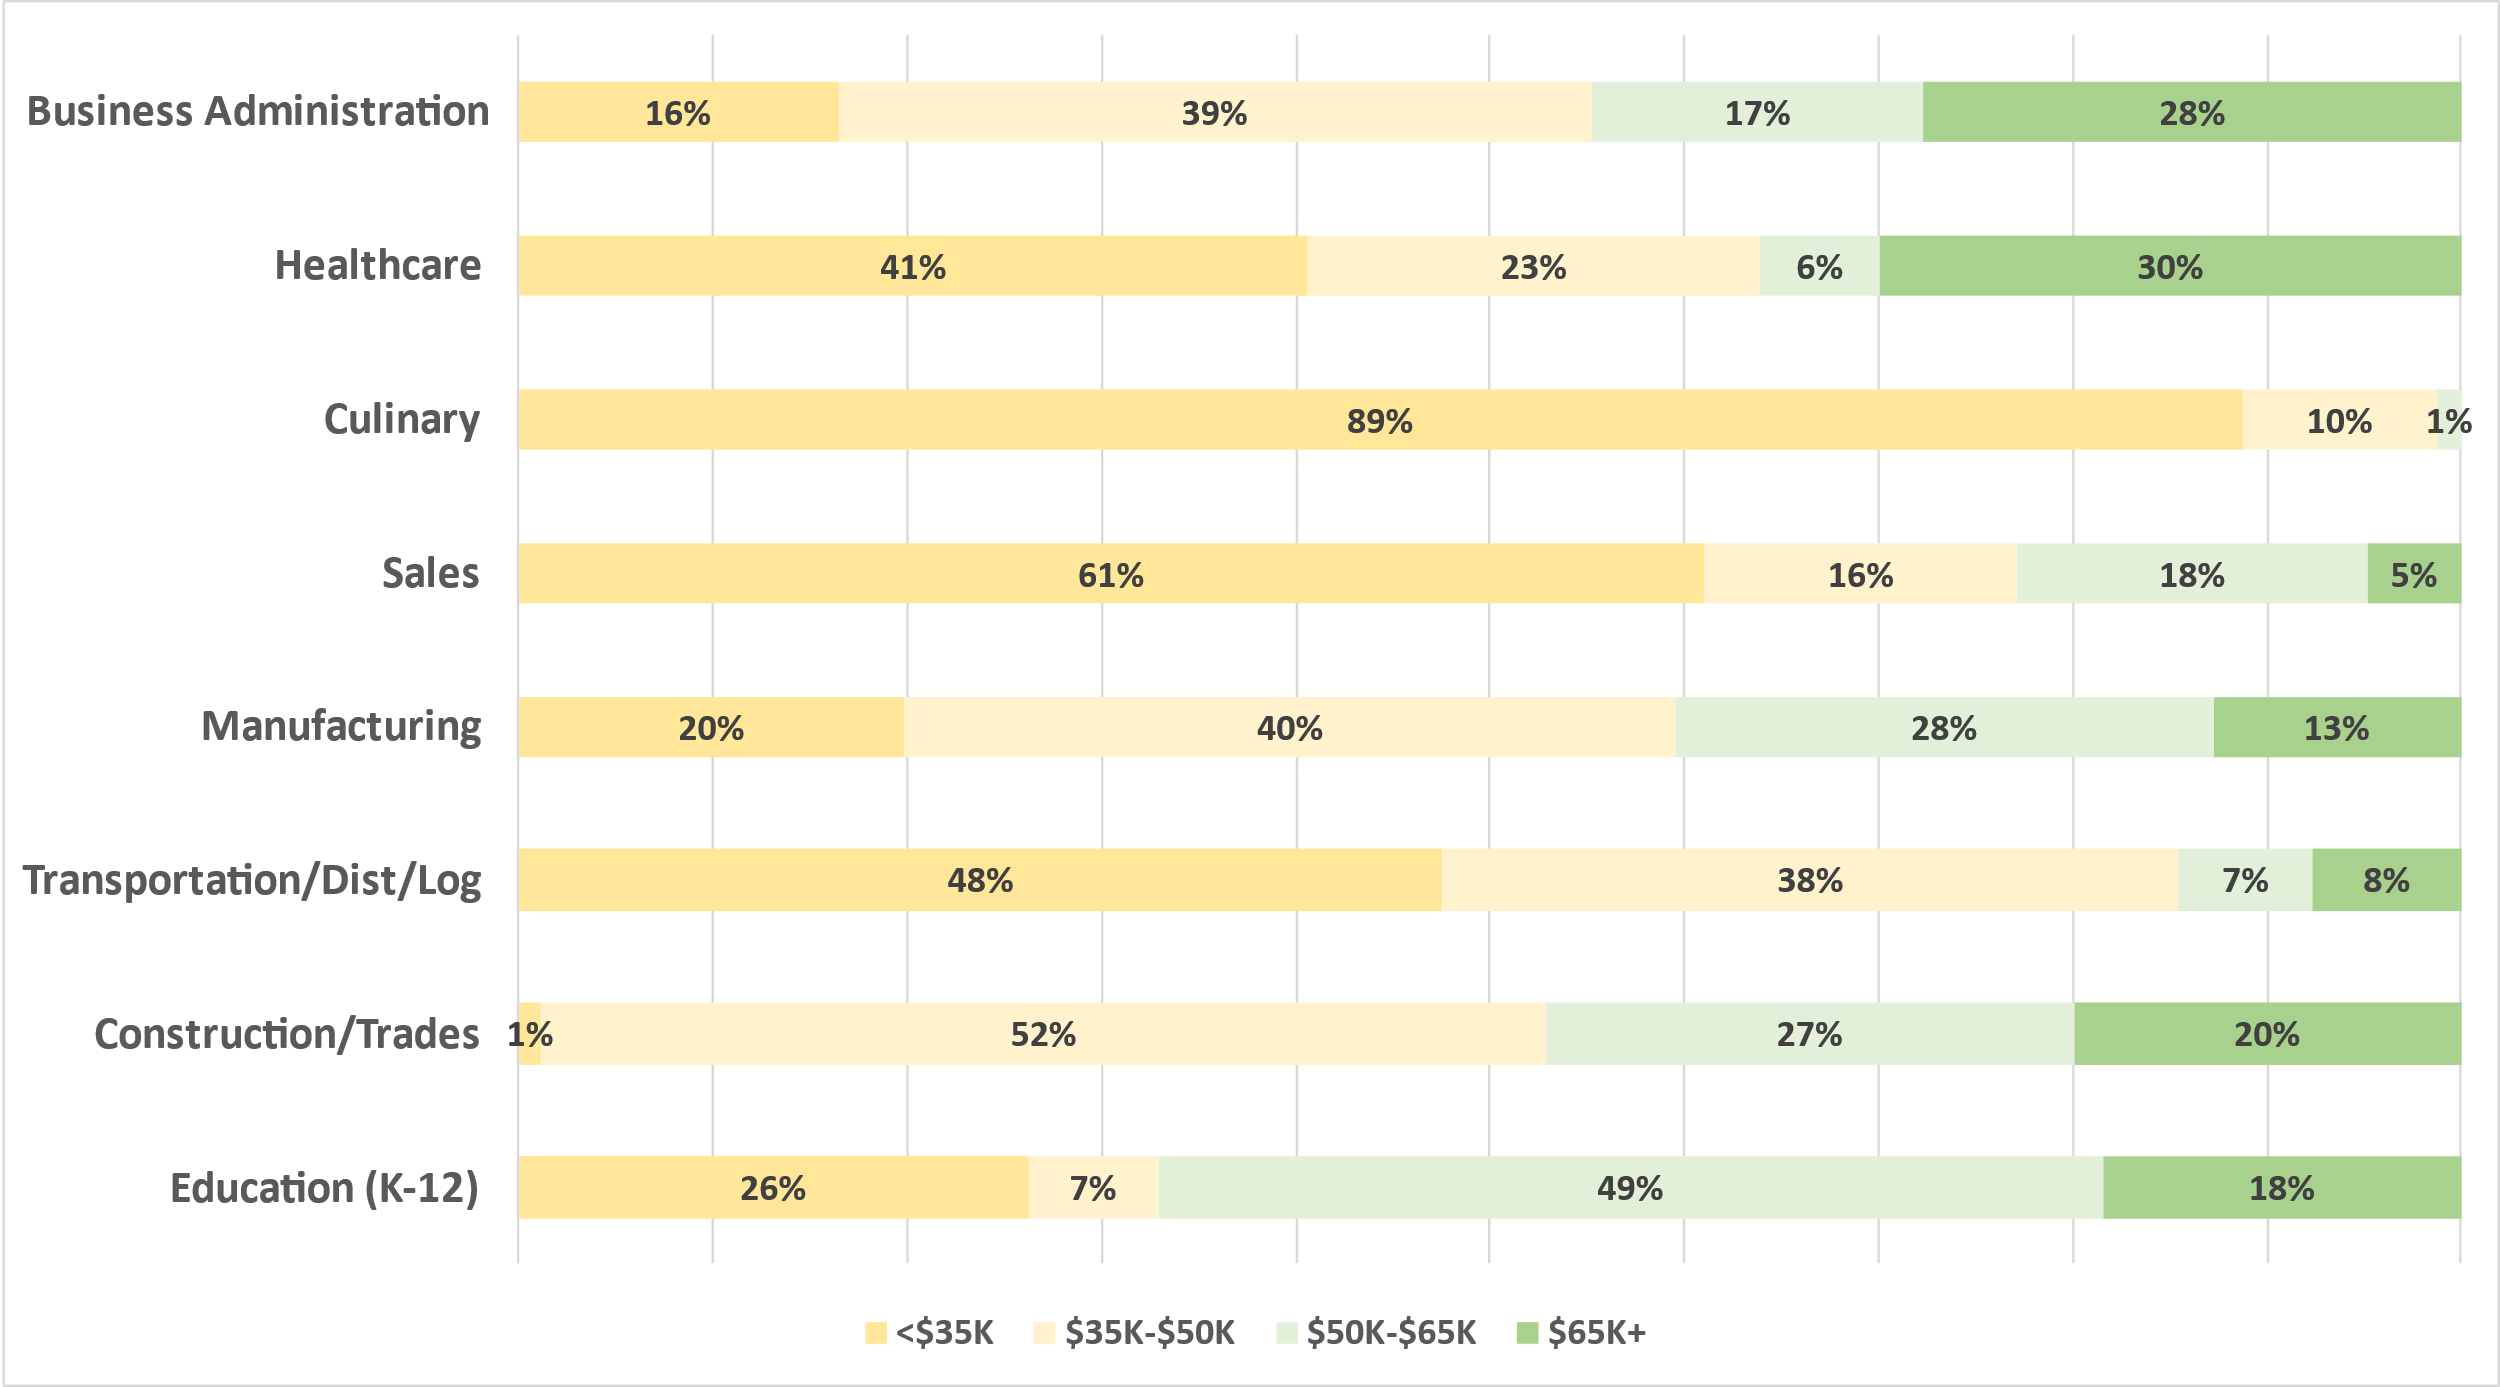 Business Administration 16% 39% 17% 28%
Healthcare 41% 23% 6% 30%
Culinary 89% 10% 1%
Sales 61% 16% 18% 5%
Manufacturing 20% 40% 28% 13%
Transportation/Dist/Log 48% 38% 7% 8%
Construction/Trades 1% 52% 27% 20%
Education (K-12) 26% 7% 49% 18%
<$35K $35K-$50K $50K-$65K $65K+